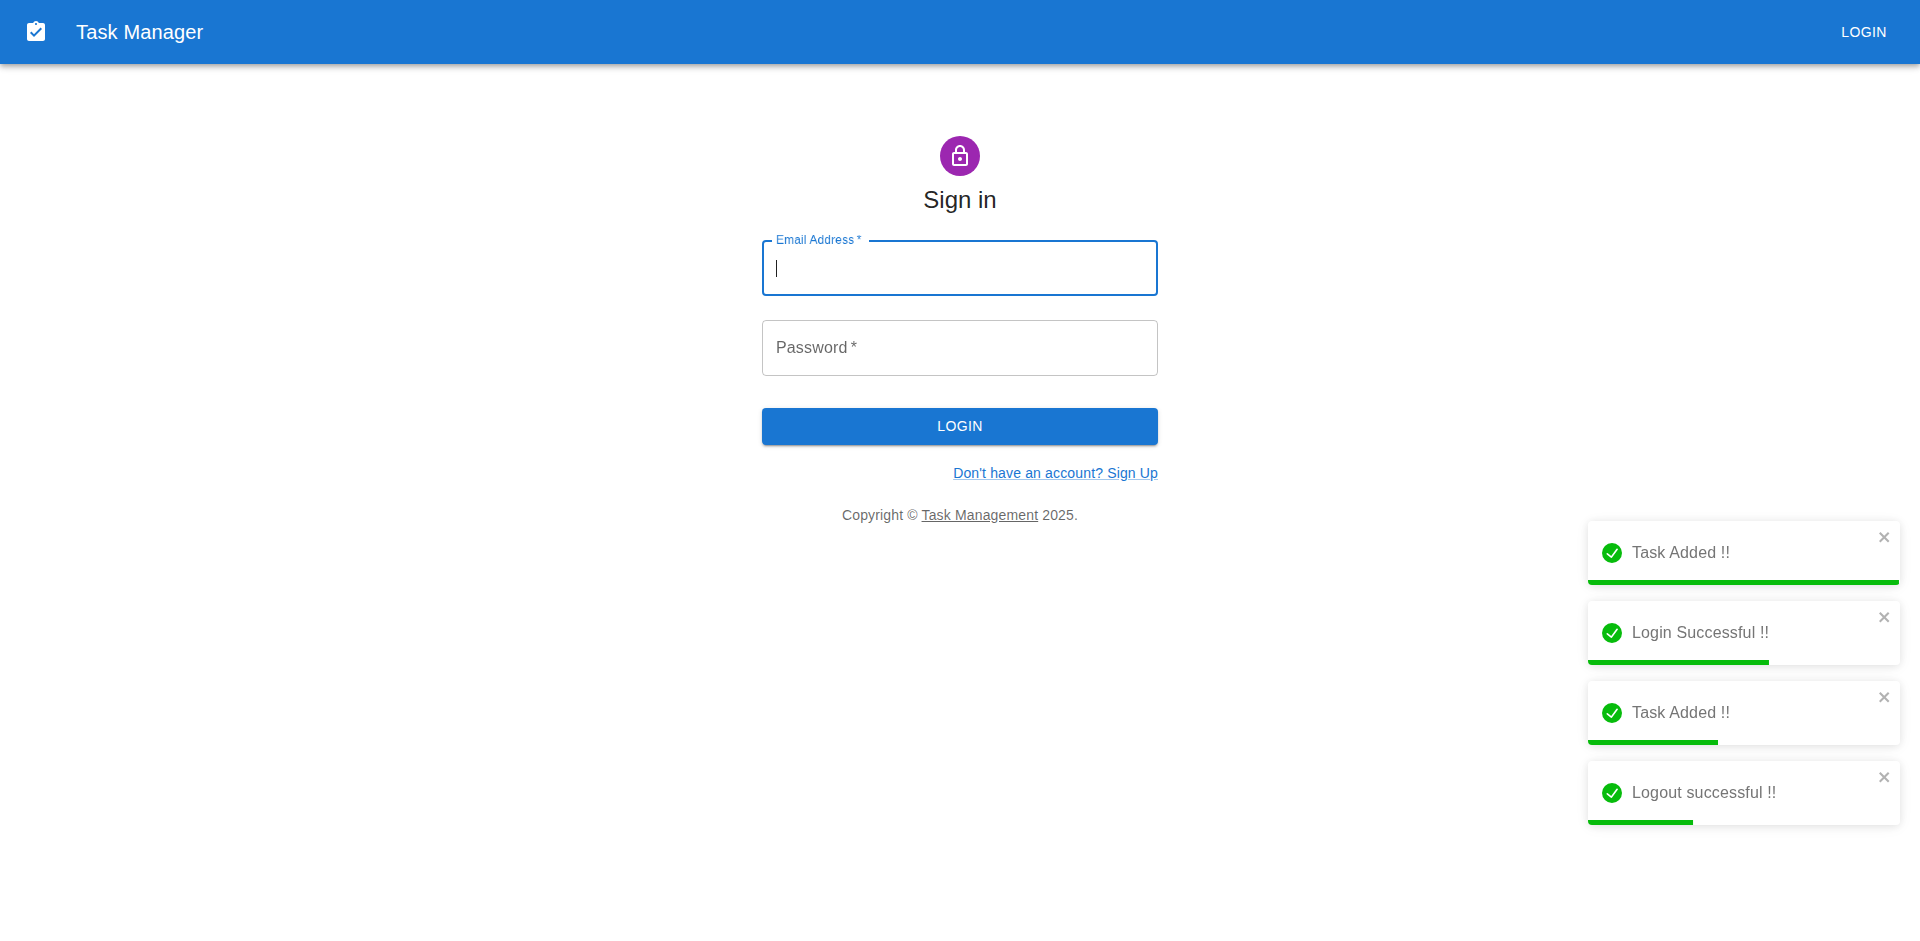 Task Manager
LOGIN
Sign in
Email Address *
Password *
LOGIN
Don't have an account? Sign Up
Copyright © Task Management 2025.
Task Added !!
Login Successful !!
Task Added !!
Logout successful !!